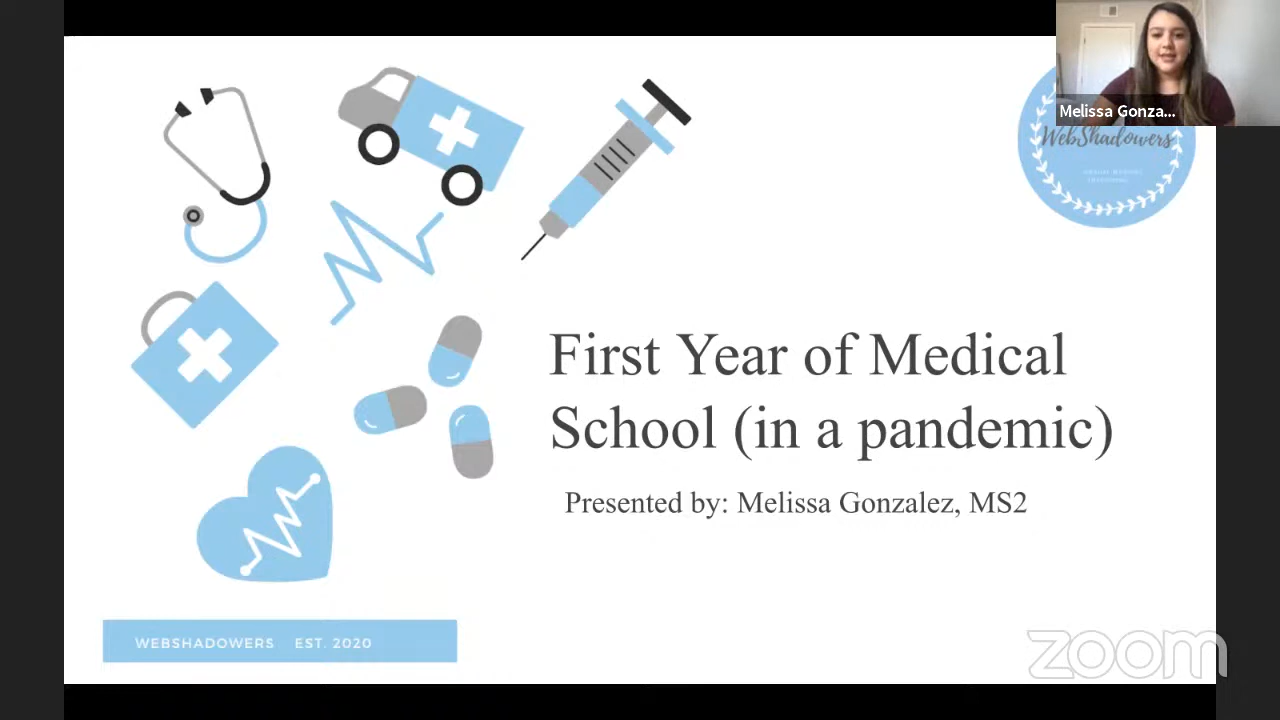 Melissa Gonza...
WebShadowers
First Year of Medical
School (in a pandemic)
Presented by: Melissa Gonzalez, MS2
WEBSHADOWERS EST. 2020
zoom